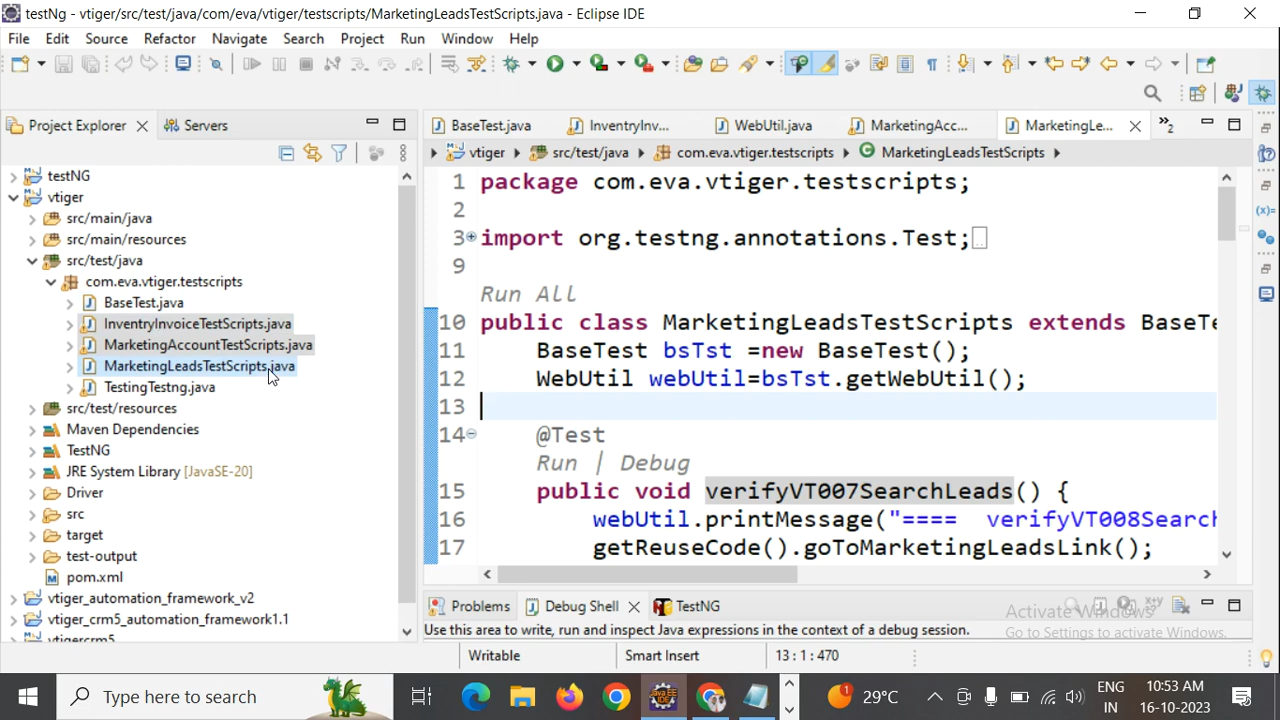 testNg - vtiger/src/test/java/com/eva/vtiger/testscripts/MarketingLeadsTestScripts.java - Eclipse IDE
File Edit Source Refactor Navigate Search Project Run Window Help
Project Explorer
Servers
testNG
vtiger
src/main/java
src/main/resources
src/test/java
com.eva.vtiger.testscripts
BaseTest.java
InventryInvoiceTestScripts.java
MarketingAccountTestScripts.java
MarketingLeadsTestScripts.java
TestingTestng.java
src/test/resources
Maven Dependencies
TestNG
JRE System Library [JavaSE-20]
Driver
src
target
test-output
pom.xml
vtiger_automation_framework_v2
vtiger_crm5_automation_framework1.1
vtigercrm5
BaseTest.java InventryInv... WebUtil.java MarketingAcc... MarketingLe... »2
vtiger src/test/java com.eva.vtiger.testscripts MarketingLeadsTestScripts
1 package com.eva.vtiger.testscripts;
2
3 import org.testng.annotations.Test;
9
Run All
10 public class MarketingLeadsTestScripts extends BaseTe
11 BaseTest bsTst =new BaseTest();
12 WebUtil webUtil=bsTst.getWebUtil();
13
14 @Test
Run | Debug
15 public void verifyVT007SearchLeads() {
16 webUtil.printMessage("==== verifyVT008Search
17 getReuseCode().goToMarketingLeadsLink();
Problems Debug Shell TestNG
Use this area to write, run and inspect Java expressions in the context of a debug session.
Activate Windows
Go to Settings to activate Windows.
Writable Smart Insert 13 : 1 : 470
Type here to search
1
29°C
ENG
IN
10:53 AM
16-10-2023